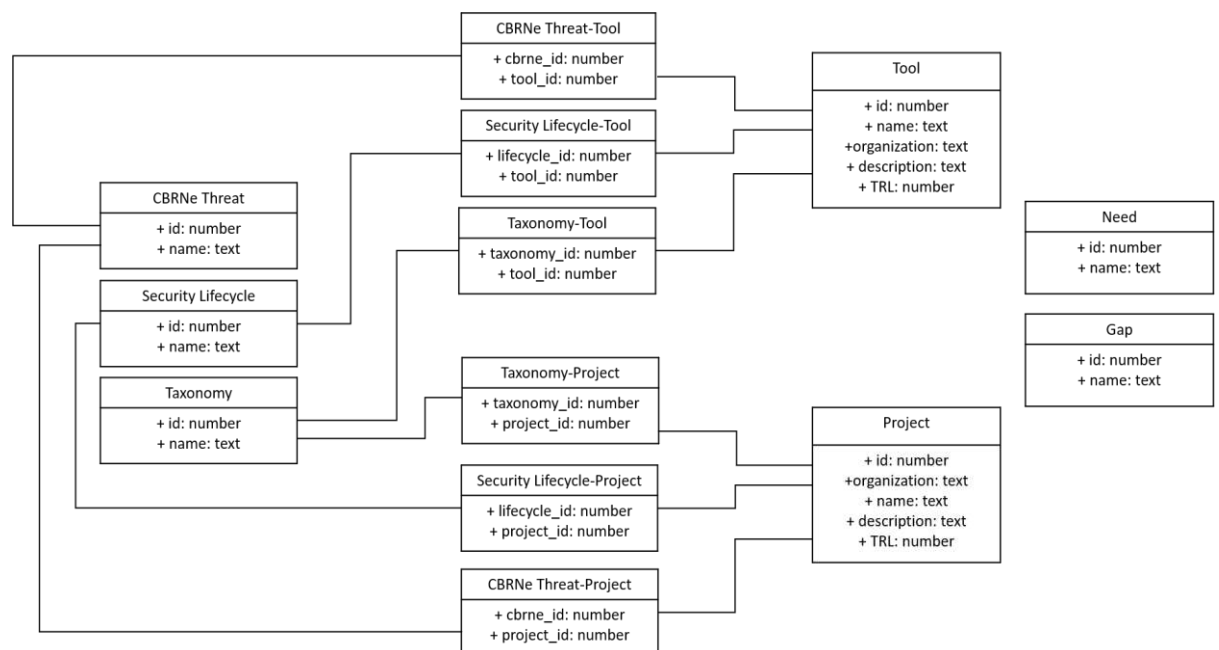 CBRNe Threat-Tool
+ cbrne_id: number
+ tool_id: number
Security Lifecycle-Tool
+ lifecycle_id: number
+ tool_id: number
Taxonomy-Tool
+ taxonomy_id: number
+ tool_id: number
Tool
+ id: number
+ name: text
+organization: text
+ description: text
+ TRL: number
CBRNe Threat
+ id: number
+ name: text
Security Lifecycle
+ id: number
+ name: text
Taxonomy
+ id: number
+ name: text
Need
+ id: number
+ name: text
Gap
+ id: number
+ name: text
Taxonomy-Project
+ taxonomy_id: number
+ project_id: number
Security Lifecycle-Project
+ lifecycle_id: number
+ project_id: number
CBRNe Threat-Project
+ cbrne_id: number
+ project_id: number
Project
+ id: number
+organization: text
+ name: text
+ description: text
+ TRL: number